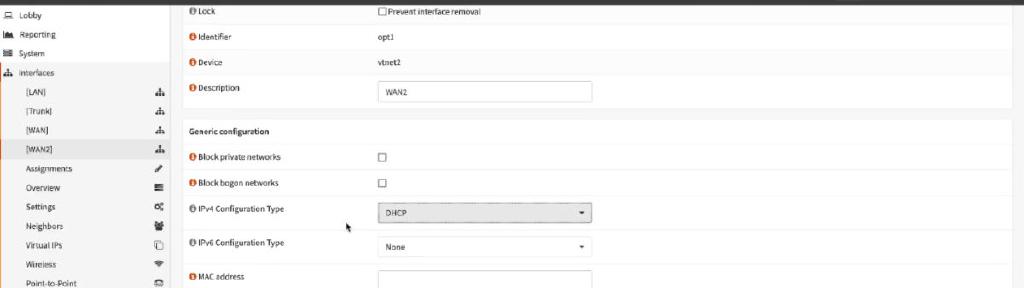 Lobby
Reporting
System
Interfaces
[LAN]
[Trunk]
[WAN]
[WAN2]
Assignments
Overview
Settings
Neighbors
Virtual IPs
Wireless
Point-to-Point
Lock
Prevent interface removal
Identifier
opt1
Device
vtnet2
Description
WAN2
Generic configuration
Block private networks
Block bogon networks
IPv4 Configuration Type
DHCP
IPv6 Configuration Type
None
MAC address